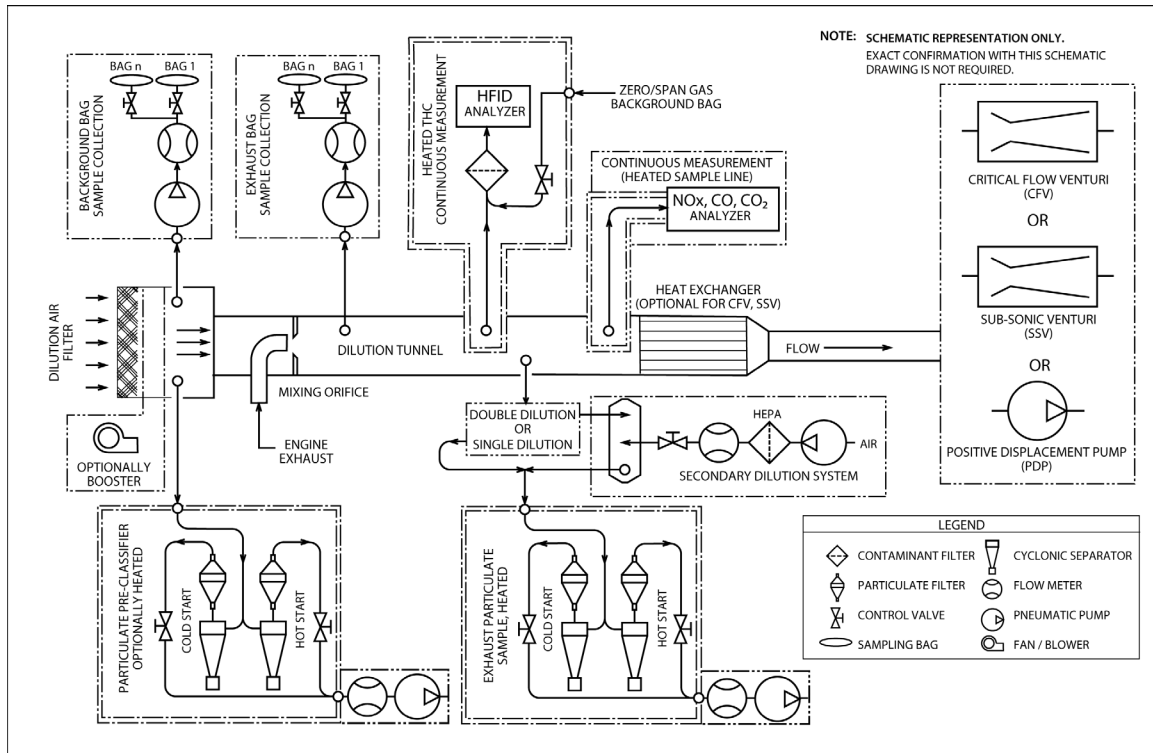 NOTE: SCHEMATIC REPRESENTATION ONLY.
EXACT CONFIRMATION WITH THIS SCHEMATIC
DRAWING IS NOT REQUIRED.
BACKGROUND BAG
SAMPLE COLLECTION
BAG n
BAG 1
EXHAUST BAG
SAMPLE COLLECTION
BAG n
BAG 1
HEATED THC
CONTINUOUS MEASUREMENT
HFID
ANALYZER
ZERO/SPAN GAS
BACKGROUND BAG
CONTINUOUS MEASUREMENT
(HEATED SAMPLE LINE)
NOx, CO, CO₂
ANALYZER
CRITICAL FLOW VENTURI
(CFV)
OR
SUB-SONIC VENTURI
(SSV)
OR
POSITIVE DISPLACEMENT PUMP
(PDP)
DILUTION AIR
FILTER
DILUTION TUNNEL
MIXING ORIFICE
HEAT EXCHANGER
(OPTIONAL FOR CFV, SSV)
FLOW
OPTIONALLY
BOOSTER
ENGINE
EXHAUST
DOUBLE DILUTION
OR
SINGLE DILUTION
HEPA
AIR
SECONDARY DILUTION SYSTEM
PARTICULATE PRE-CLASSIFIER
OPTIONALLY HEATED
COLD START
HOT START
EXHAUST PARTICULATE
SAMPLE, HEATED
COLD START
HOT START
LEGEND
CONTAMINANT FILTER
PARTICULATE FILTER
CONTROL VALVE
SAMPLING BAG
CYCLONIC SEPARATOR
FLOW METER
PNEUMATIC PUMP
FAN / BLOWER